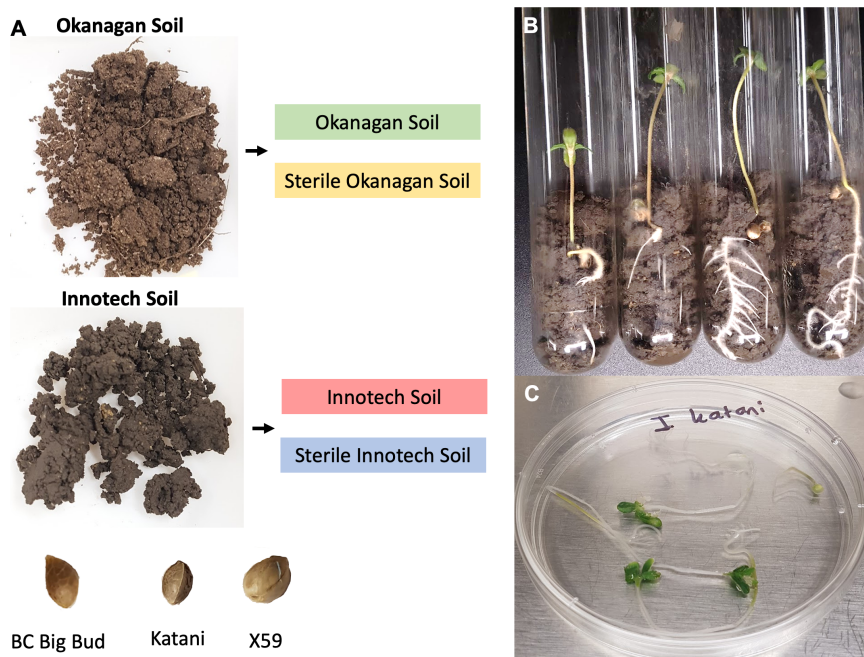 A
Okanagan Soil
Okanagan Soil
Sterile Okanagan Soil
Innotech Soil
Innotech Soil
Sterile Innotech Soil
BC Big Bud
Katani
X59
B
C
I katani